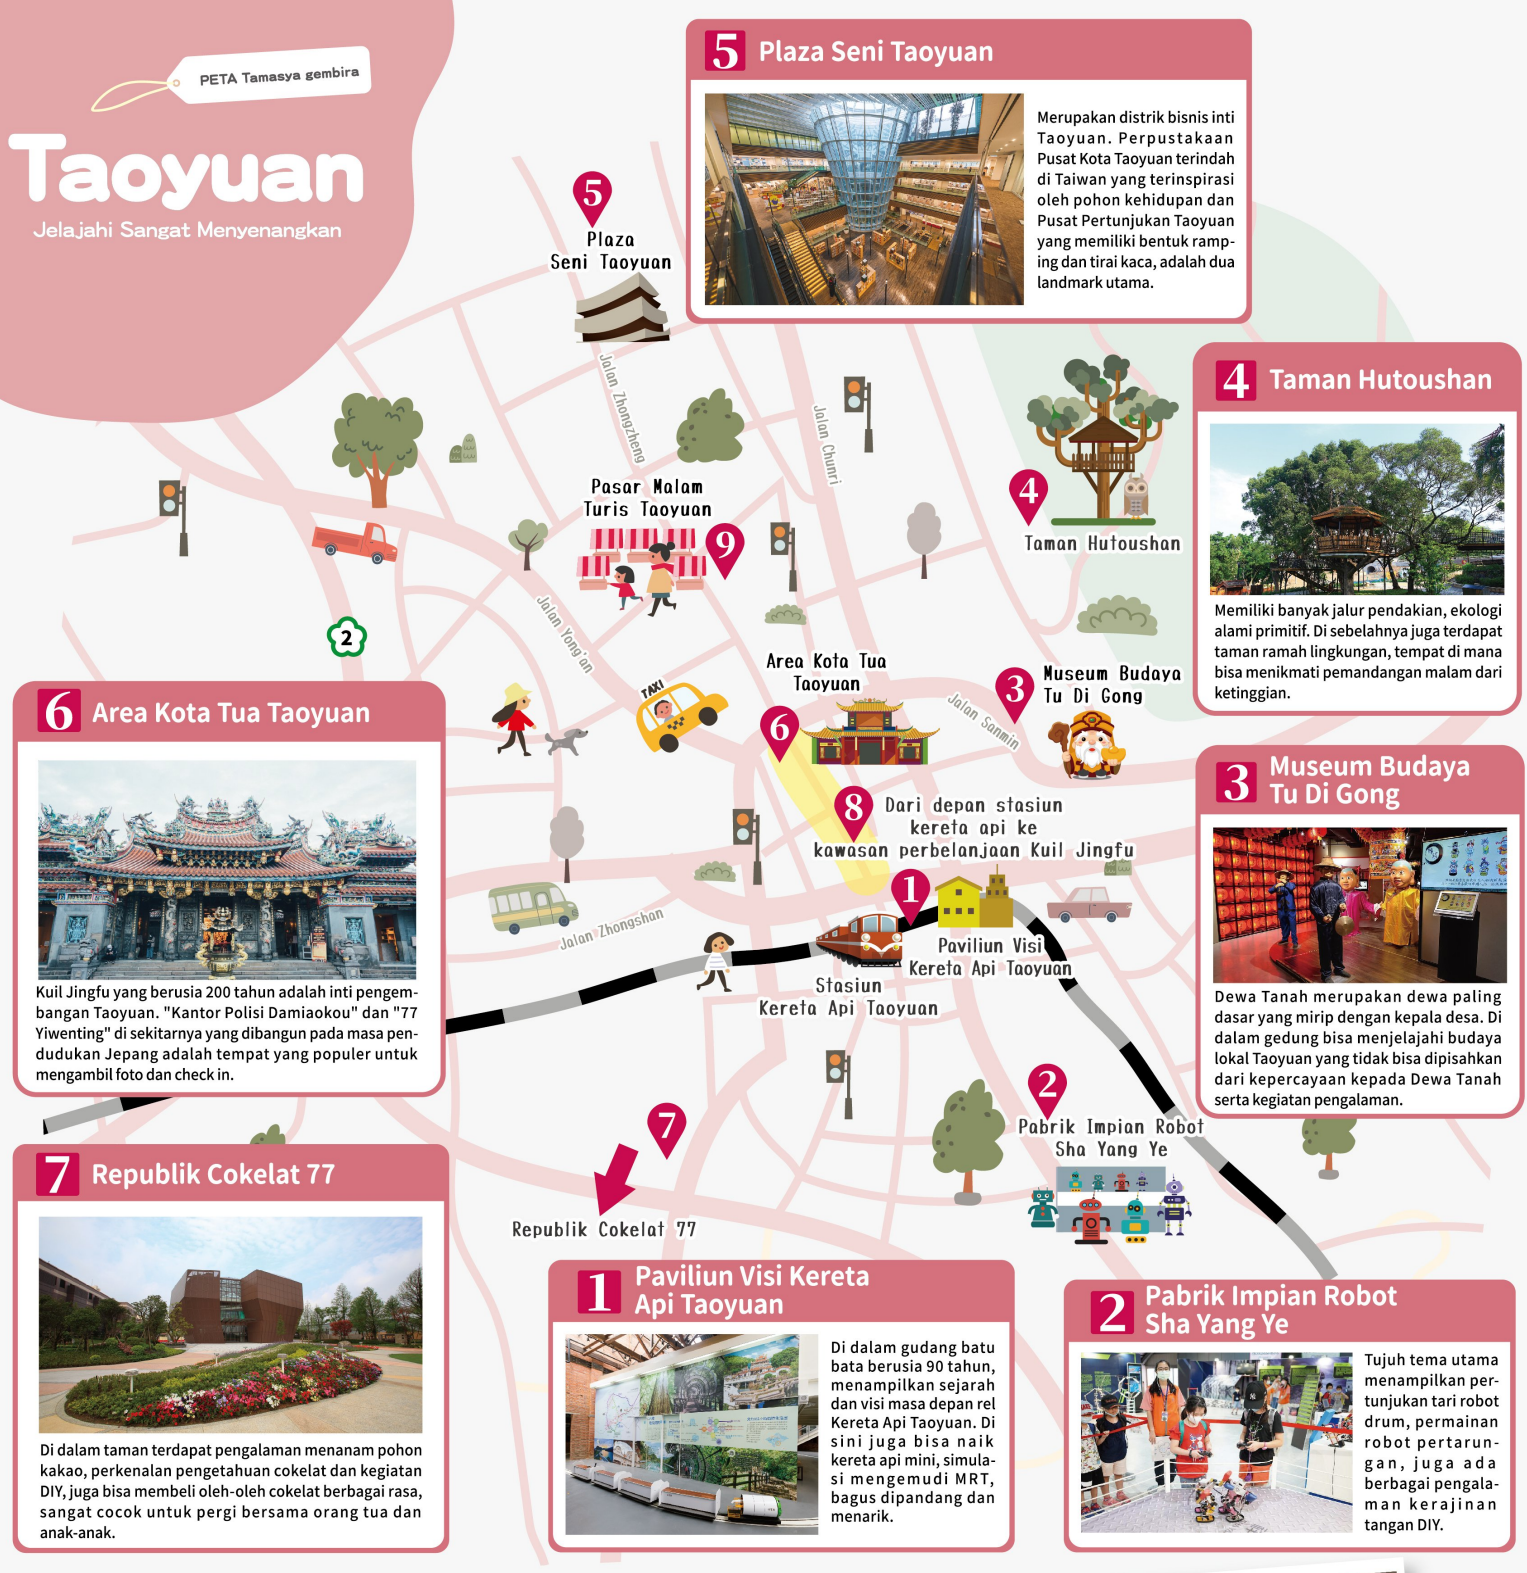 PETA Tamasya gembira
Taoyuan
Jelajahi Sangat Menyenangkan
5 Plaza Seni Taoyuan
Merupakan distrik bisnis inti
Taoyuan. Perpustakaan
Pusat Kota Taoyuan terindah
di Taiwan yang terinspirasi
oleh pohon kehidupan dan
Pusat Pertunjukan Taoyuan
yang memiliki bentuk ramp-
ing dan tirai kaca, adalah dua
landmark utama.
5
Plaza
Seni Taoyuan
Jalan Zhongzheng
Jalan Chunri
4
Taman Hutoushan
4 Taman Hutoushan
Memiliki banyak jalur pendakian, ekologi
alami primitif. Di sebelahnya juga terdapat
taman ramah lingkungan, tempat di mana
bisa menikmati pemandangan malam dari
ketinggian.
Pasar Malam
Turis Taoyuan
9
Jalan Yong'an
2
TAXI
Area Kota Tua
Taoyuan
6
Jalan Sanmin
3
Museum Budaya
Tu Di Gong
6 Area Kota Tua Taoyuan
Kuil Jingfu yang berusia 200 tahun adalah inti pengem-
bangan Taoyuan. "Kantor Polisi Damiaokou" dan "77
Yiwenting" di sekitarnya yang dibangun pada masa pen-
dudukan Jepang adalah tempat yang populer untuk
mengambil foto dan check in.
3 Museum Budaya
Tu Di Gong
Dewa Tanah merupakan dewa paling
dasar yang mirip dengan kepala desa. Di
dalam gedung bisa menjelajahi budaya
lokal Taoyuan yang tidak bisa dipisahkan
dari kepercayaan kepada Dewa Tanah
serta kegiatan pengalaman.
8
Dari depan stasiun
kereta api ke
kawasan perbelanjaan Kuil Jingfu
1
Paviliun Visi
Kereta Api Taoyuan
Jalan Zhongshan
Stasiun
Kereta Api Taoyuan
2
Pabrik Impian Robot
Sha Yang Ye
7
Republik Cokelat 77
7 Republik Cokelat 77
Di dalam taman terdapat pengalaman menanam pohon
kakao, perkenalan pengetahuan cokelat dan kegiatan
DIY, juga bisa membeli oleh-oleh cokelat berbagai rasa,
sangat cocok untuk pergi bersama orang tua dan
anak-anak.
1 Paviliun Visi Kereta
Api Taoyuan
Di dalam gudang batu
bata berusia 90 tahun,
menampilkan sejarah
dan visi masa depan rel
Kereta Api Taoyuan. Di
sini juga bisa naik
kereta api mini, simula-
si mengemudi MRT,
bagus dipandang dan
menarik.
2 Pabrik Impian Robot
Sha Yang Ye
Tujuh tema utama
menampilkan per-
tunjukan tari robot
drum, permainan
robot pertarun-
gan, juga ada
berbagai pengala-
man kerajinan
tangan DIY.